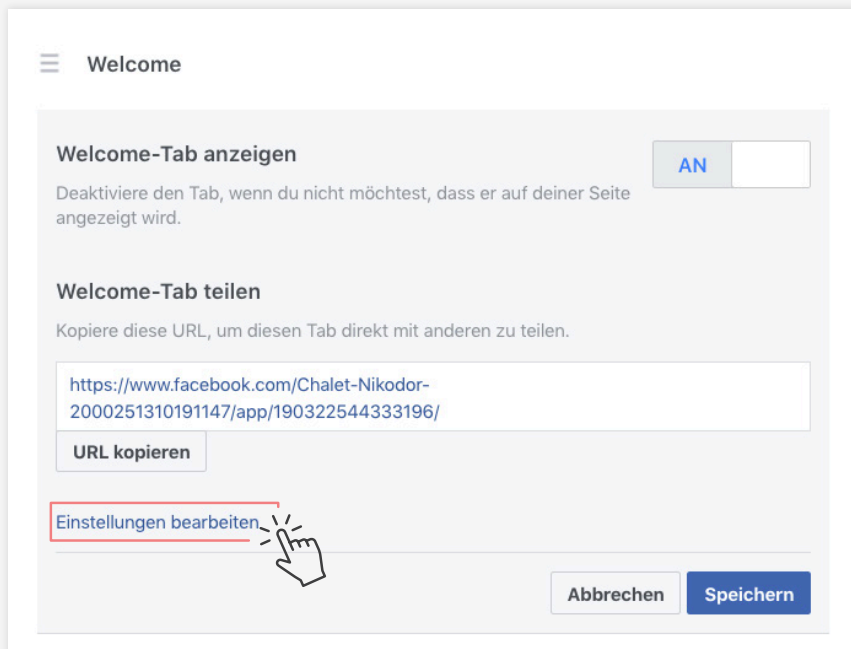 Welcome
Welcome-Tab anzeigen
AN
Deaktiviere den Tab, wenn du nicht möchtest, dass er auf deiner Seite
angezeigt wird.
Welcome-Tab teilen
Kopiere diese URL, um diesen Tab direkt mit anderen zu teilen.
https://www.facebook.com/Chalet-Nikodor-
2000251310191147/app/190322544333196/
URL kopieren
Einstellungen bearbeiten
Abbrechen
Speichern